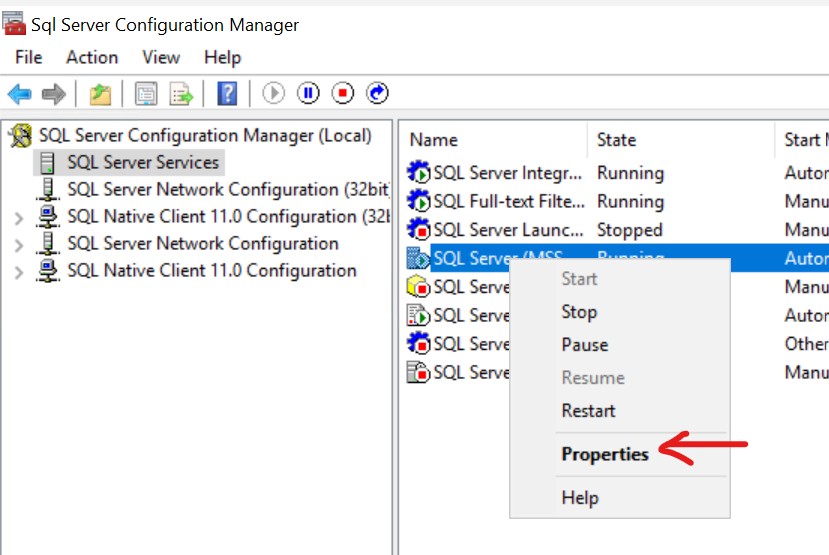 Sql Server Configuration Manager
File Action View Help
SQL Server Configuration Manager (Local)
SQL Server Services
SQL Server Network Configuration (32bit
SQL Native Client 11.0 Configuration (32b
SQL Server Network Configuration
SQL Native Client 11.0 Configuration
Name State Start M
SQL Server Integr... Running Autor
SQL Full-text Filte... Running Manu
SQL Server Launc... Stopped Manu
SQL Server (MSS Running Autor
SQL Serve Manu
SQL Serve Autor
SQL Serve Other
SQL Serve Manu
Start
Stop
Pause
Resume
Restart
Properties
Help